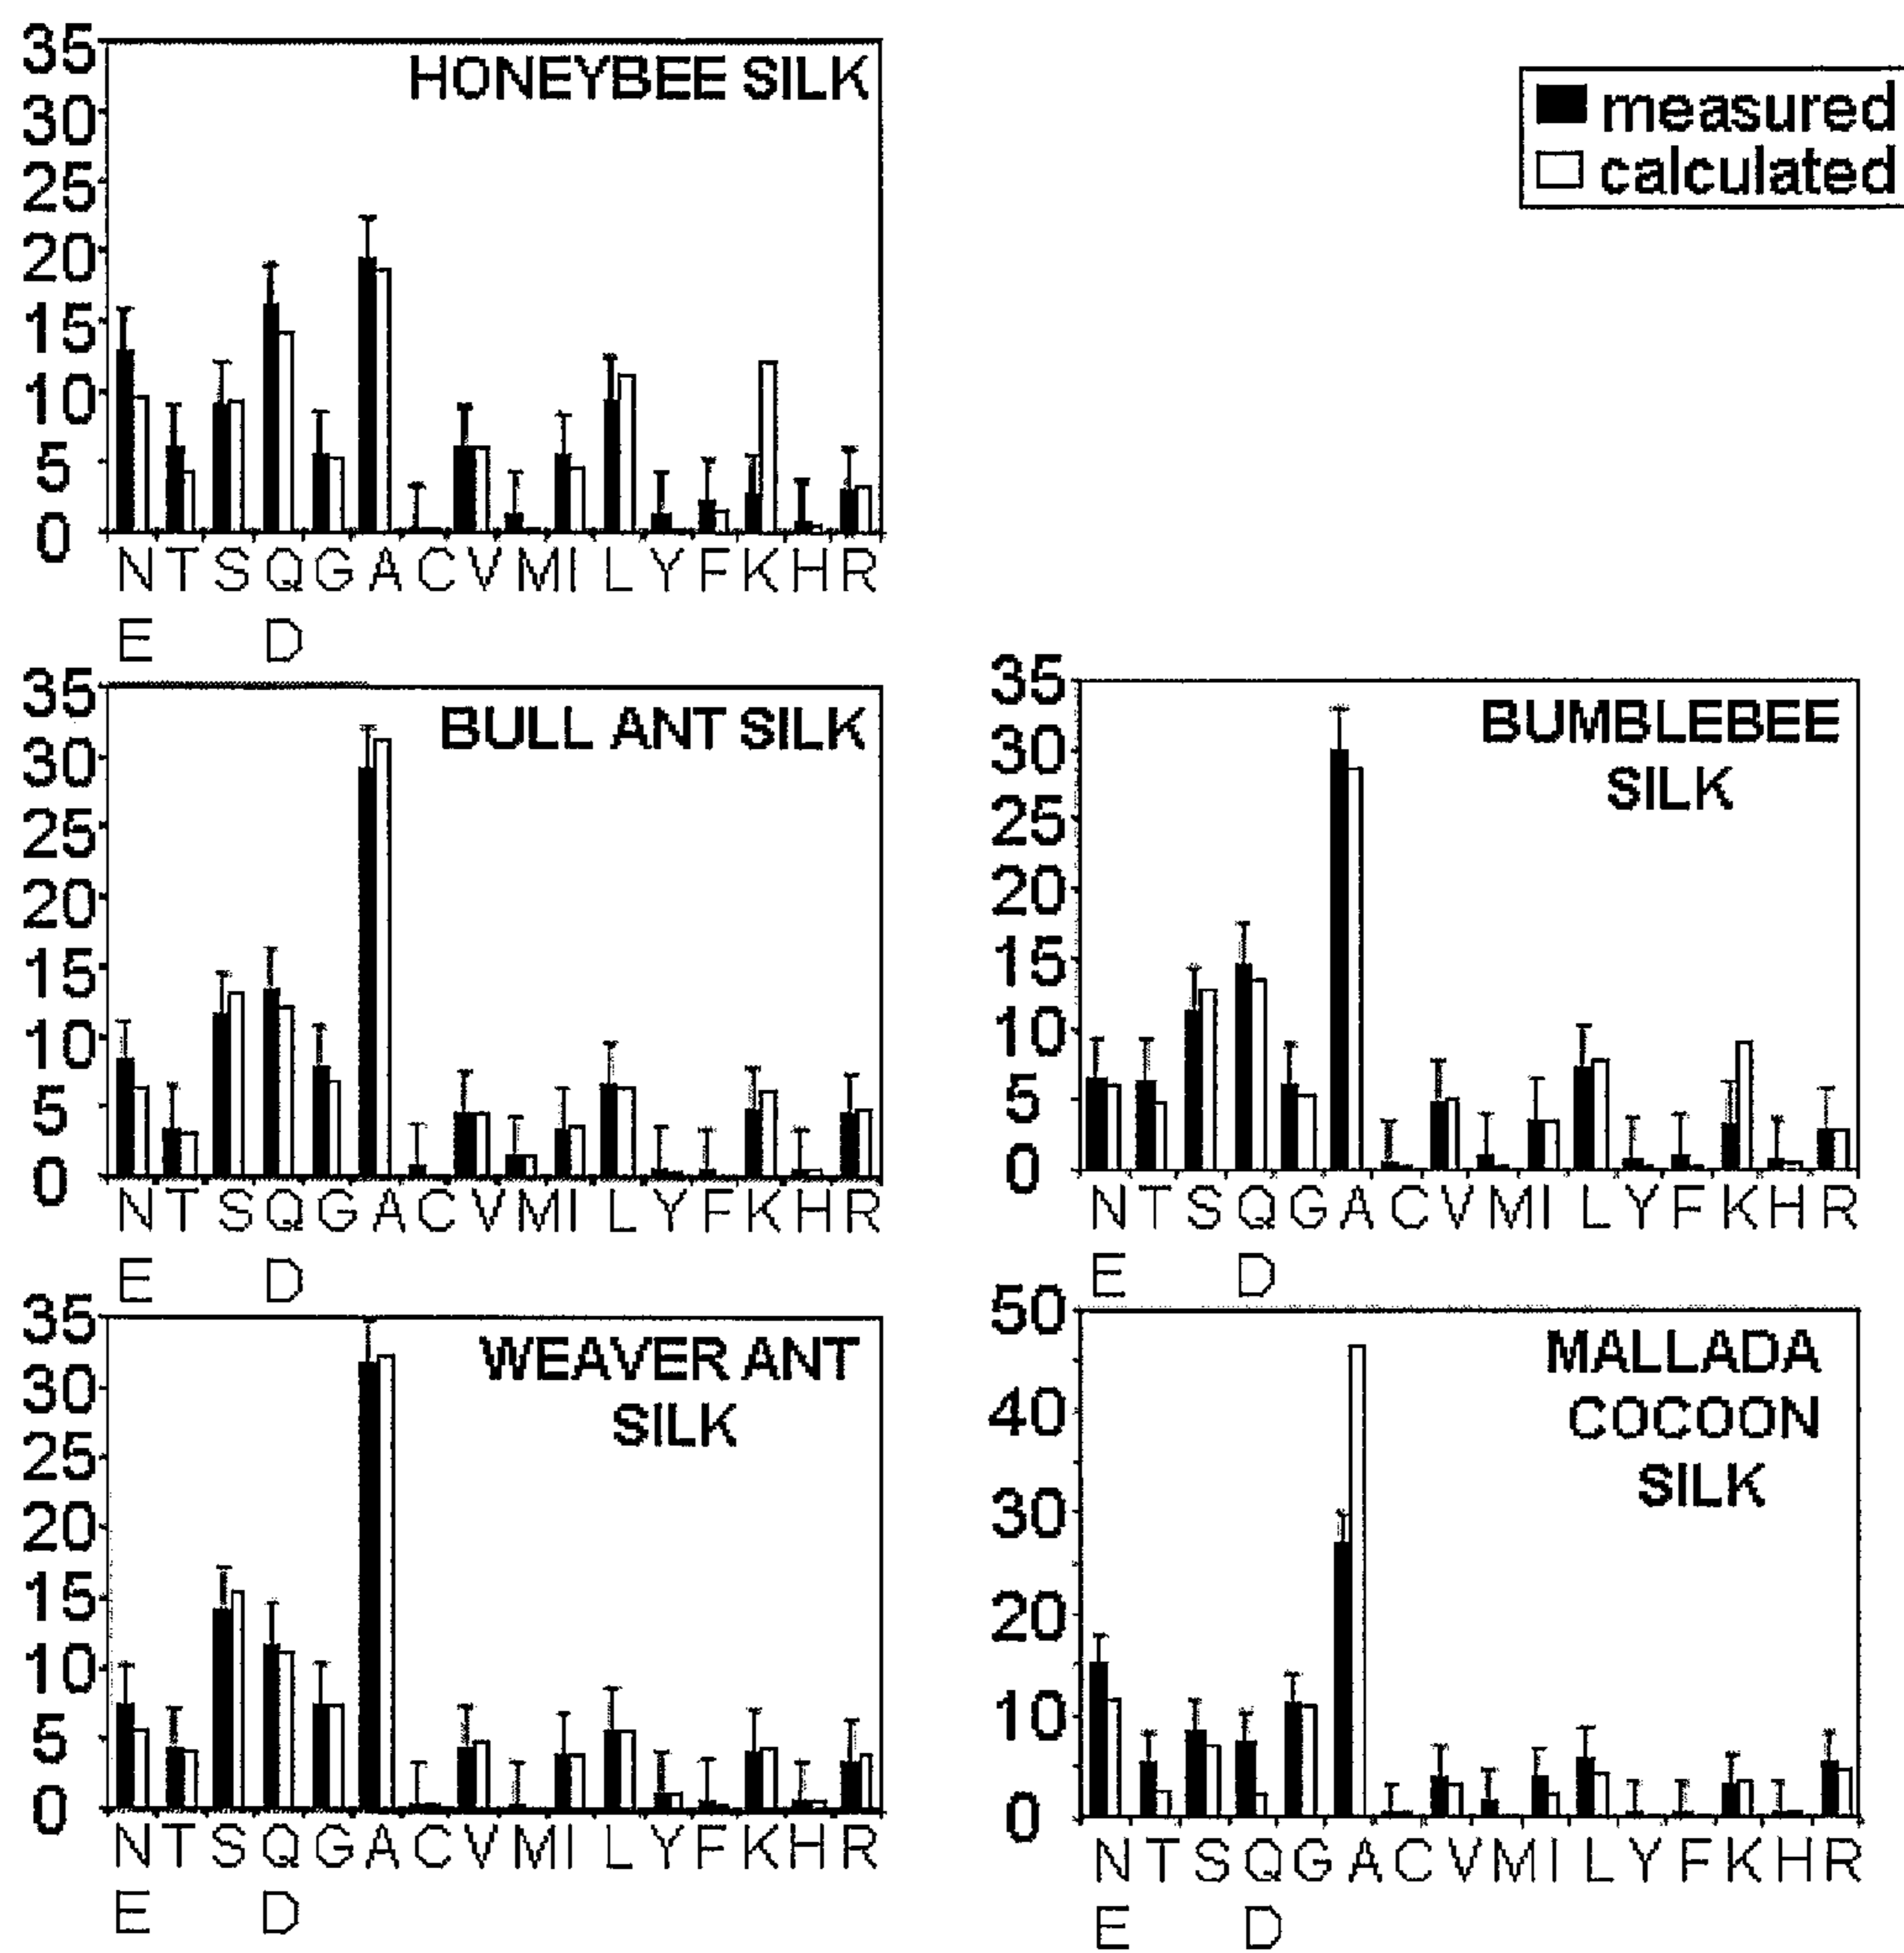 35
30
25
20
15
10
5
0
HONEYBEE SILK
N T S Q G A C V M I L Y F K H R
E D
measured
calculated
35
30
25
20
15
10
5
0
BULL ANT SILK
N T S Q G A C V M I L Y F K H R
E D
35
30
25
20
15
10
5
0
BUMBLEBEE
SILK
N T S Q G A C V M I L Y F K H R
E D
35
30
25
20
15
10
5
0
WEAVER ANT
SILK
N T S Q G A C V M I L Y F K H R
E D
50
40
30
20
10
0
MALLADA
COCOON
SILK
N T S Q G A C V M I L Y F K H R
E D